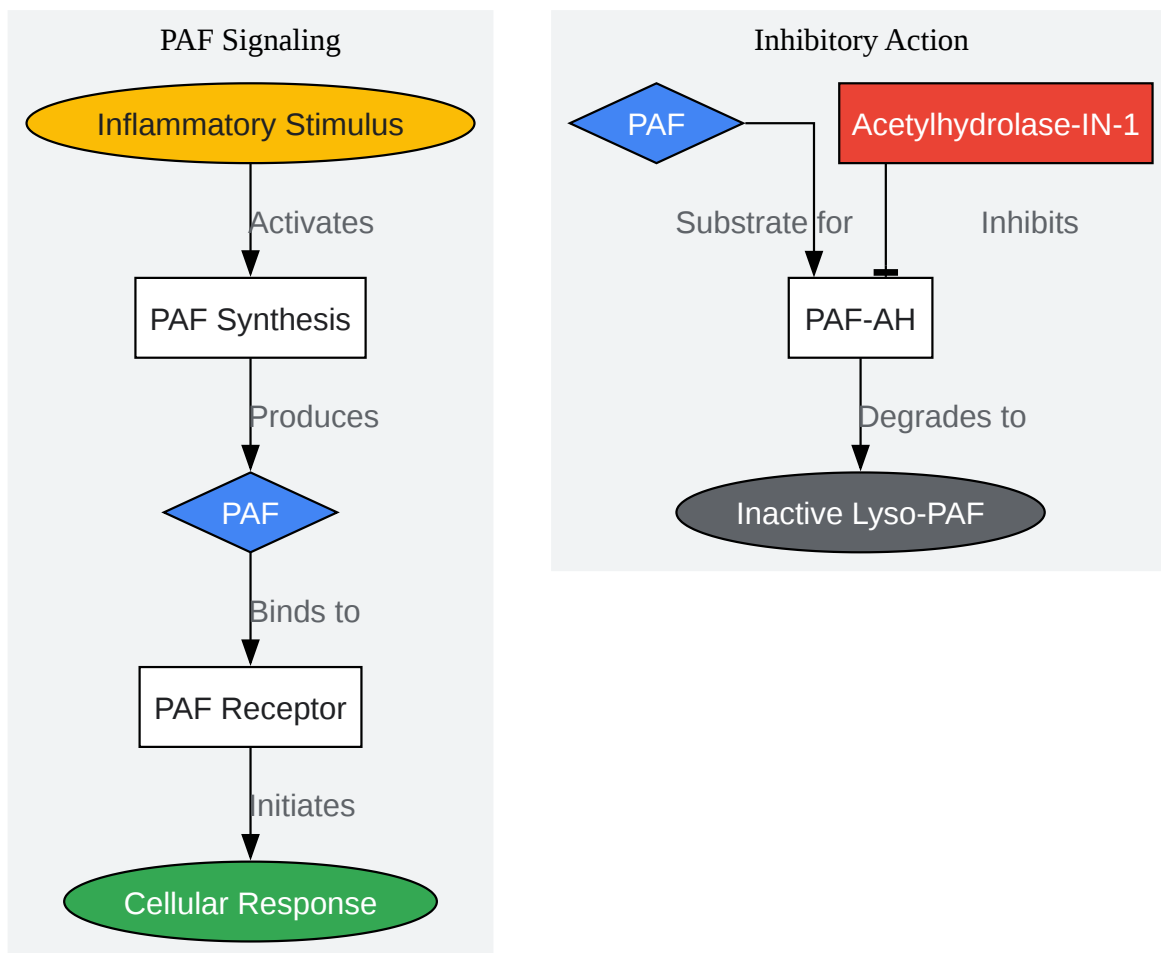 PAF Signaling
Inflammatory Stimulus
Activates
PAF Synthesis
Produces
PAF
Binds to
PAF Receptor
Initiates
Cellular Response
Inhibitory Action
PAF
Acetylhydrolase-IN-1
Substrate for
Inhibits
PAF-AH
Degrades to
Inactive Lyso-PAF